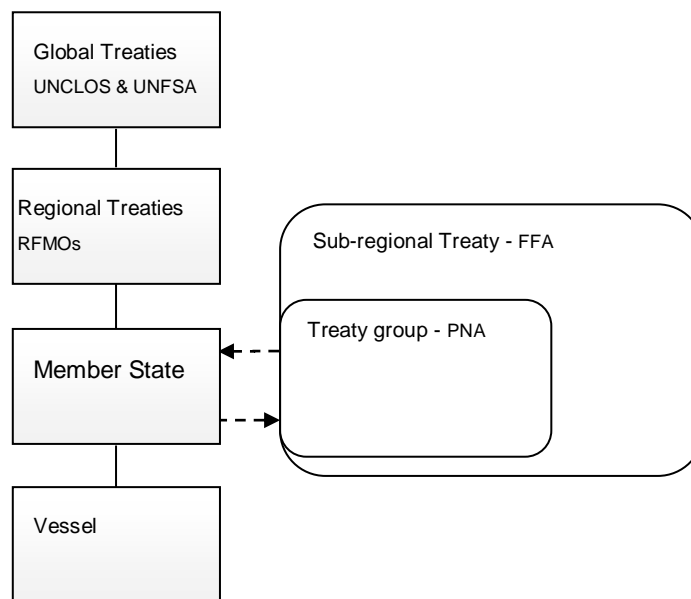 Global Treaties
UNCLOS & UNFSA
Regional Treaties
RFMOs
Sub-regional Treaty - FFA
Treaty group - PNA
Member State
Vessel